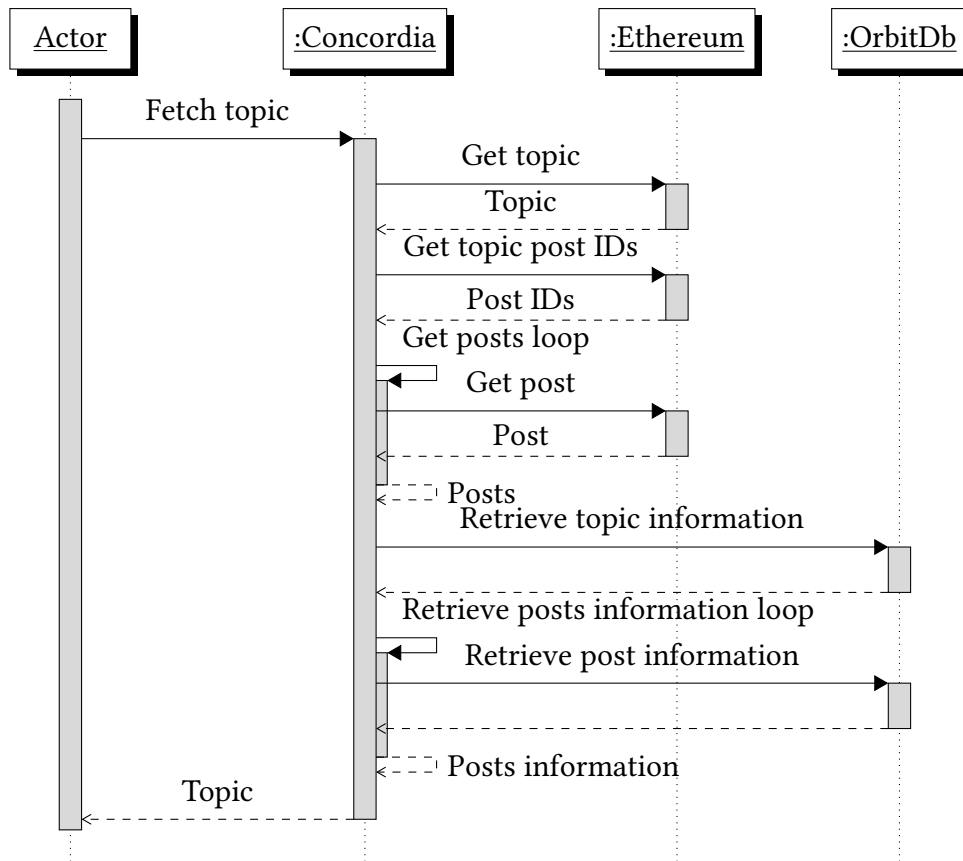 Actor
:Concordia
:Ethereum
:OrbitDb
Fetch topic
Get topic
Topic
Get topic post IDs
Post IDs
Get posts loop
Get post
Post
Posts
Retrieve topic information
Retrieve posts information loop
Retrieve post information
Posts information
Topic